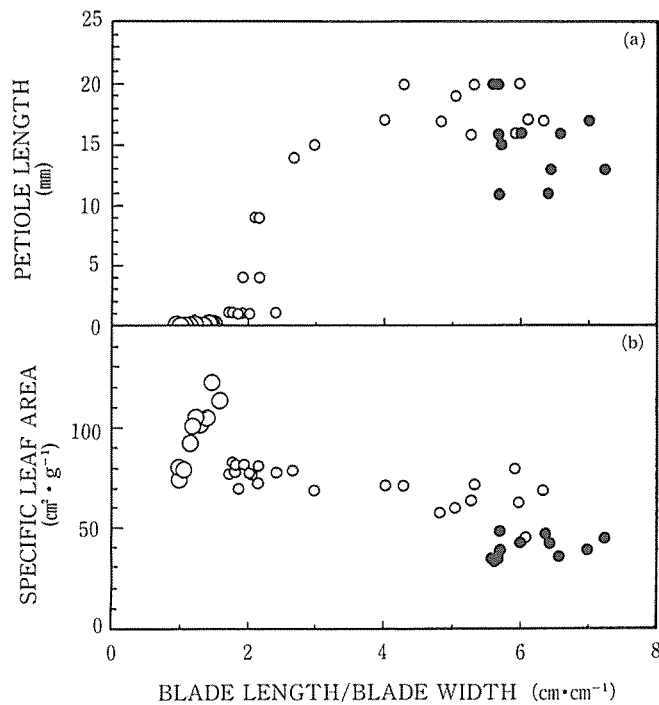 25
(a)
20
15
10
5
0
PETIOLE LENGTH
(mm)
(b)
100
50
0
SPECIFIC LEAF AREA
(cm²・g⁻¹)
0 2 4 6 8
BLADE LENGTH/BLADE WIDTH (cm・cm⁻¹)